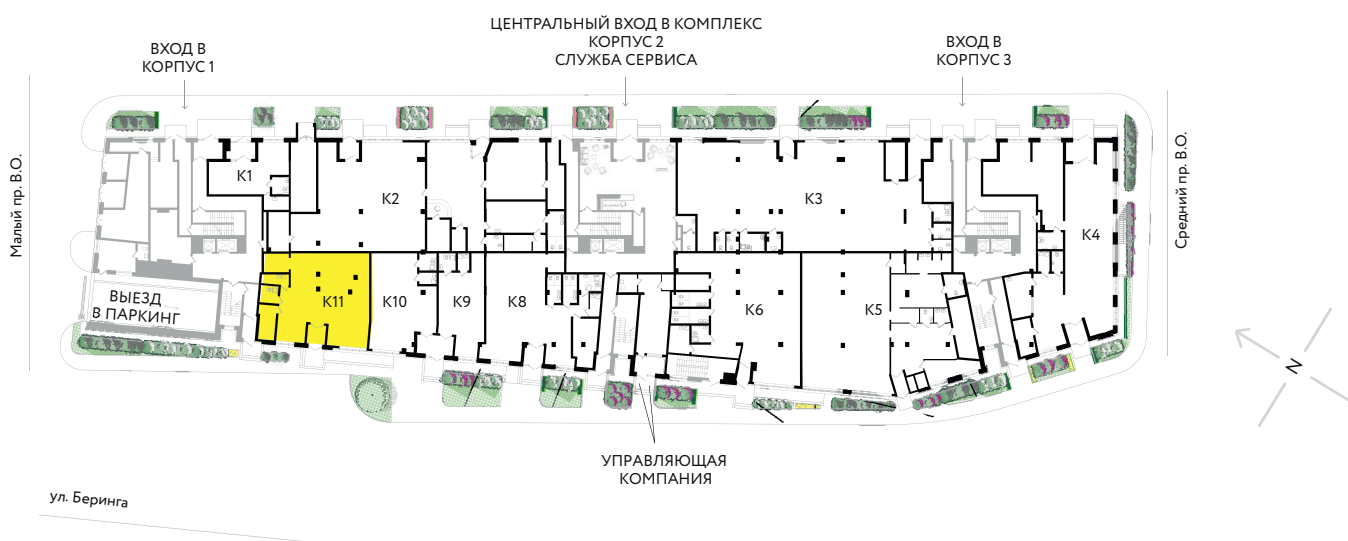 ЦЕНТРАЛЬНЫЙ ВХОД В КОМПЛЕКС
КОРПУС 2
СЛУЖБА СЕРВИСА
ВХОД В
КОРПУС 1
ВХОД В
КОРПУС 3
Малый пр. В.О.
Средний пр. В.О.
К1
К2
К3
К4
К11
К10
К9
К8
К6
К5
ВЫЕЗД
В ПАРКИНГ
N
УПРАВЛЯЮЩАЯ
КОМПАНИЯ
ул. Беринга